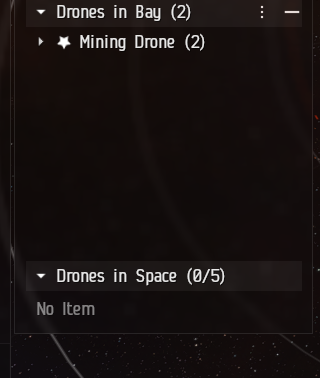 Drones in Bay (2)
Mining Drone (2)
Drones in Space (0/5)
No Item